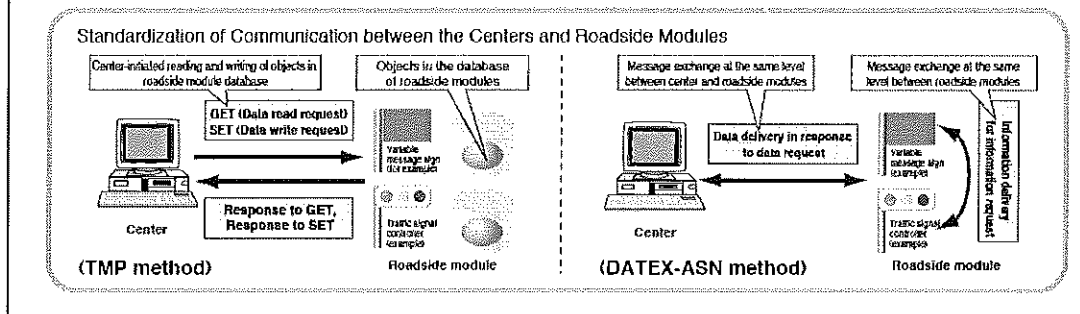 Standardization of Communication between the Centers and Roadside Modules
Center-initiated reading and writing of objects in
roadside module database
Objects in the database
of roadside modules
GET (Data read request)
SET (Data write request)
Variable
message sign
(for example)
Response to GET,
Response to SET
Traffic signal
controller
(example)
Center
Roadside module
(TMP method)
Message exchange at the same level
between center and roadside modules
Message exchange at the same
level between roadside modules
Data delivery in response
to data request
Variable
message sign
(example)
Information delivery
for information request
Traffic signal
controller
(example)
Center
Roadside module
(DATEX-ASN method)